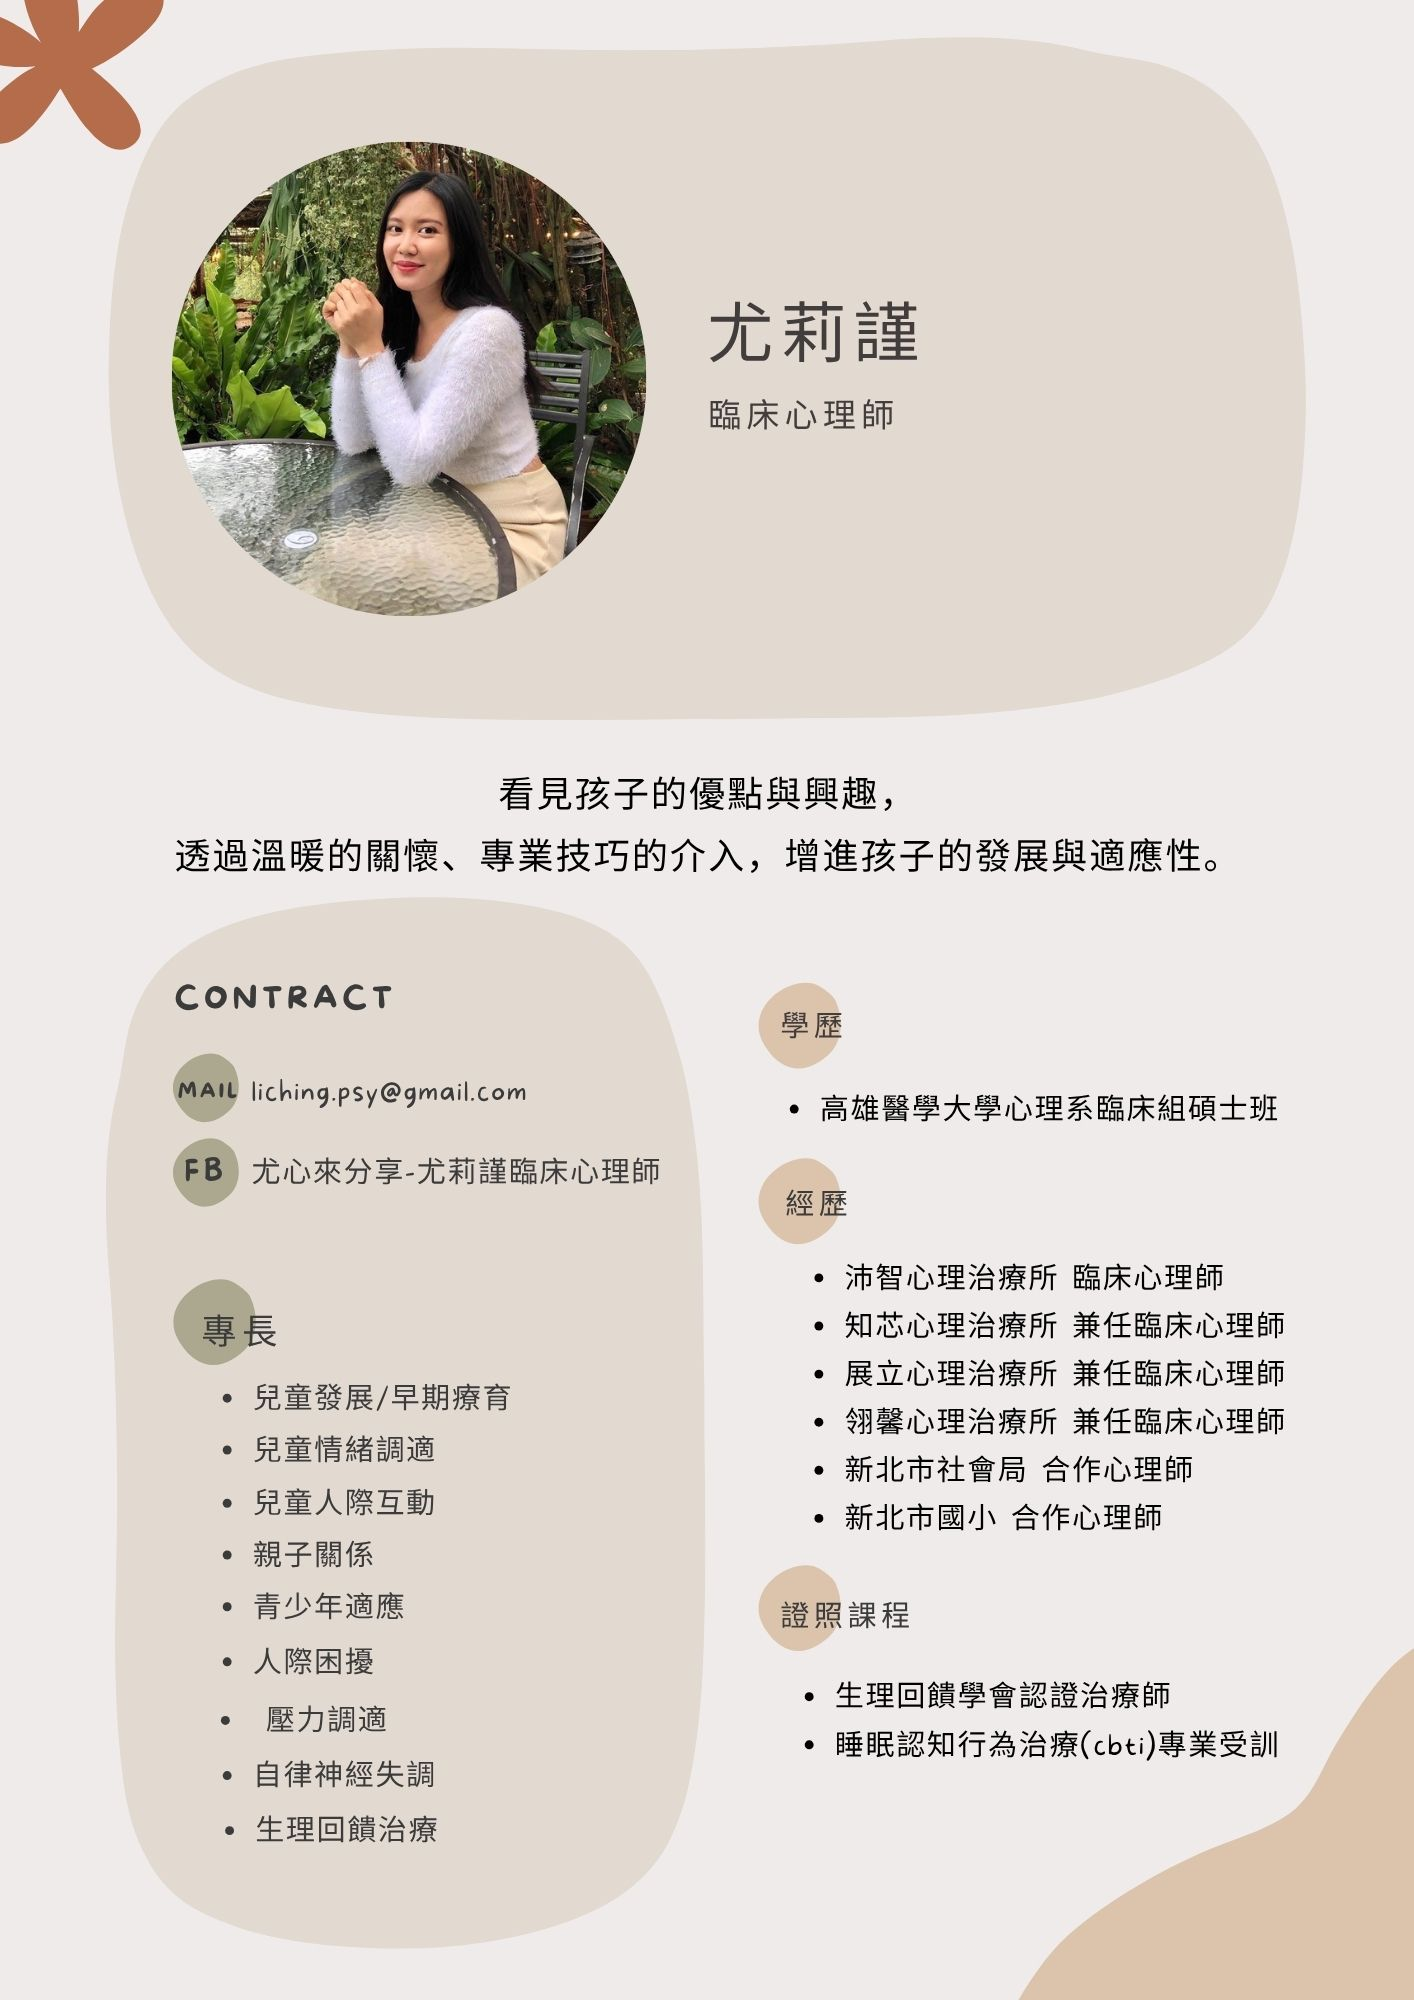 尤莉謹
臨床心理師
看見孩子的優點與興趣，
透過溫暖的關懷、專業技巧的介入，增進孩子的發展與適應性。
CONTRACT
MAIL liching.psy@gmail.com
FB 尤心來分享-尤莉謹臨床心理師
專長
• 兒童發展/早期療育
• 兒童情緒調適
• 兒童人際互動
• 親子關係
• 青少年適應
• 人際困擾
• 壓力調適
• 自律神經失調
• 生理回饋治療
學歷
• 高雄醫學大學心理系臨床組碩士班
經歷
• 沛智心理治療所 臨床心理師
• 知芯心理治療所 兼任臨床心理師
• 展立心理治療所 兼任臨床心理師
• 翎馨心理治療所 兼任臨床心理師
• 新北市社會局 合作心理師
• 新北市國小 合作心理師
證照課程
• 生理回饋學會認證治療師
• 睡眠認知行為治療(cbti)專業受訓